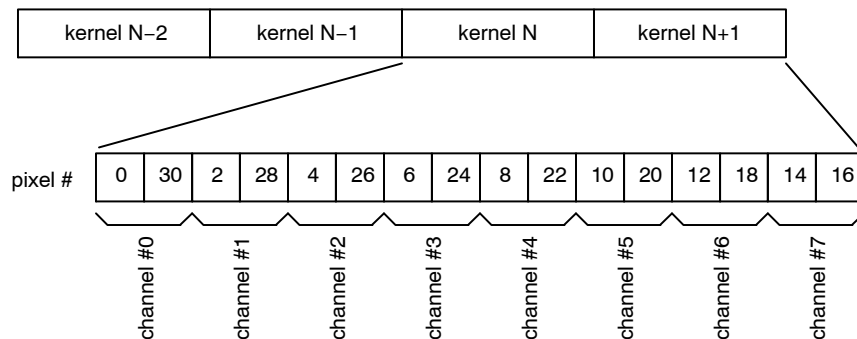 kernel N−2 kernel N−1 kernel N kernel N+1
pixel # 0 30 2 28 4 26 6 24 8 22 10 20 12 18 14 16
channel #0
channel #1
channel #2
channel #3
channel #4
channel #5
channel #6
channel #7